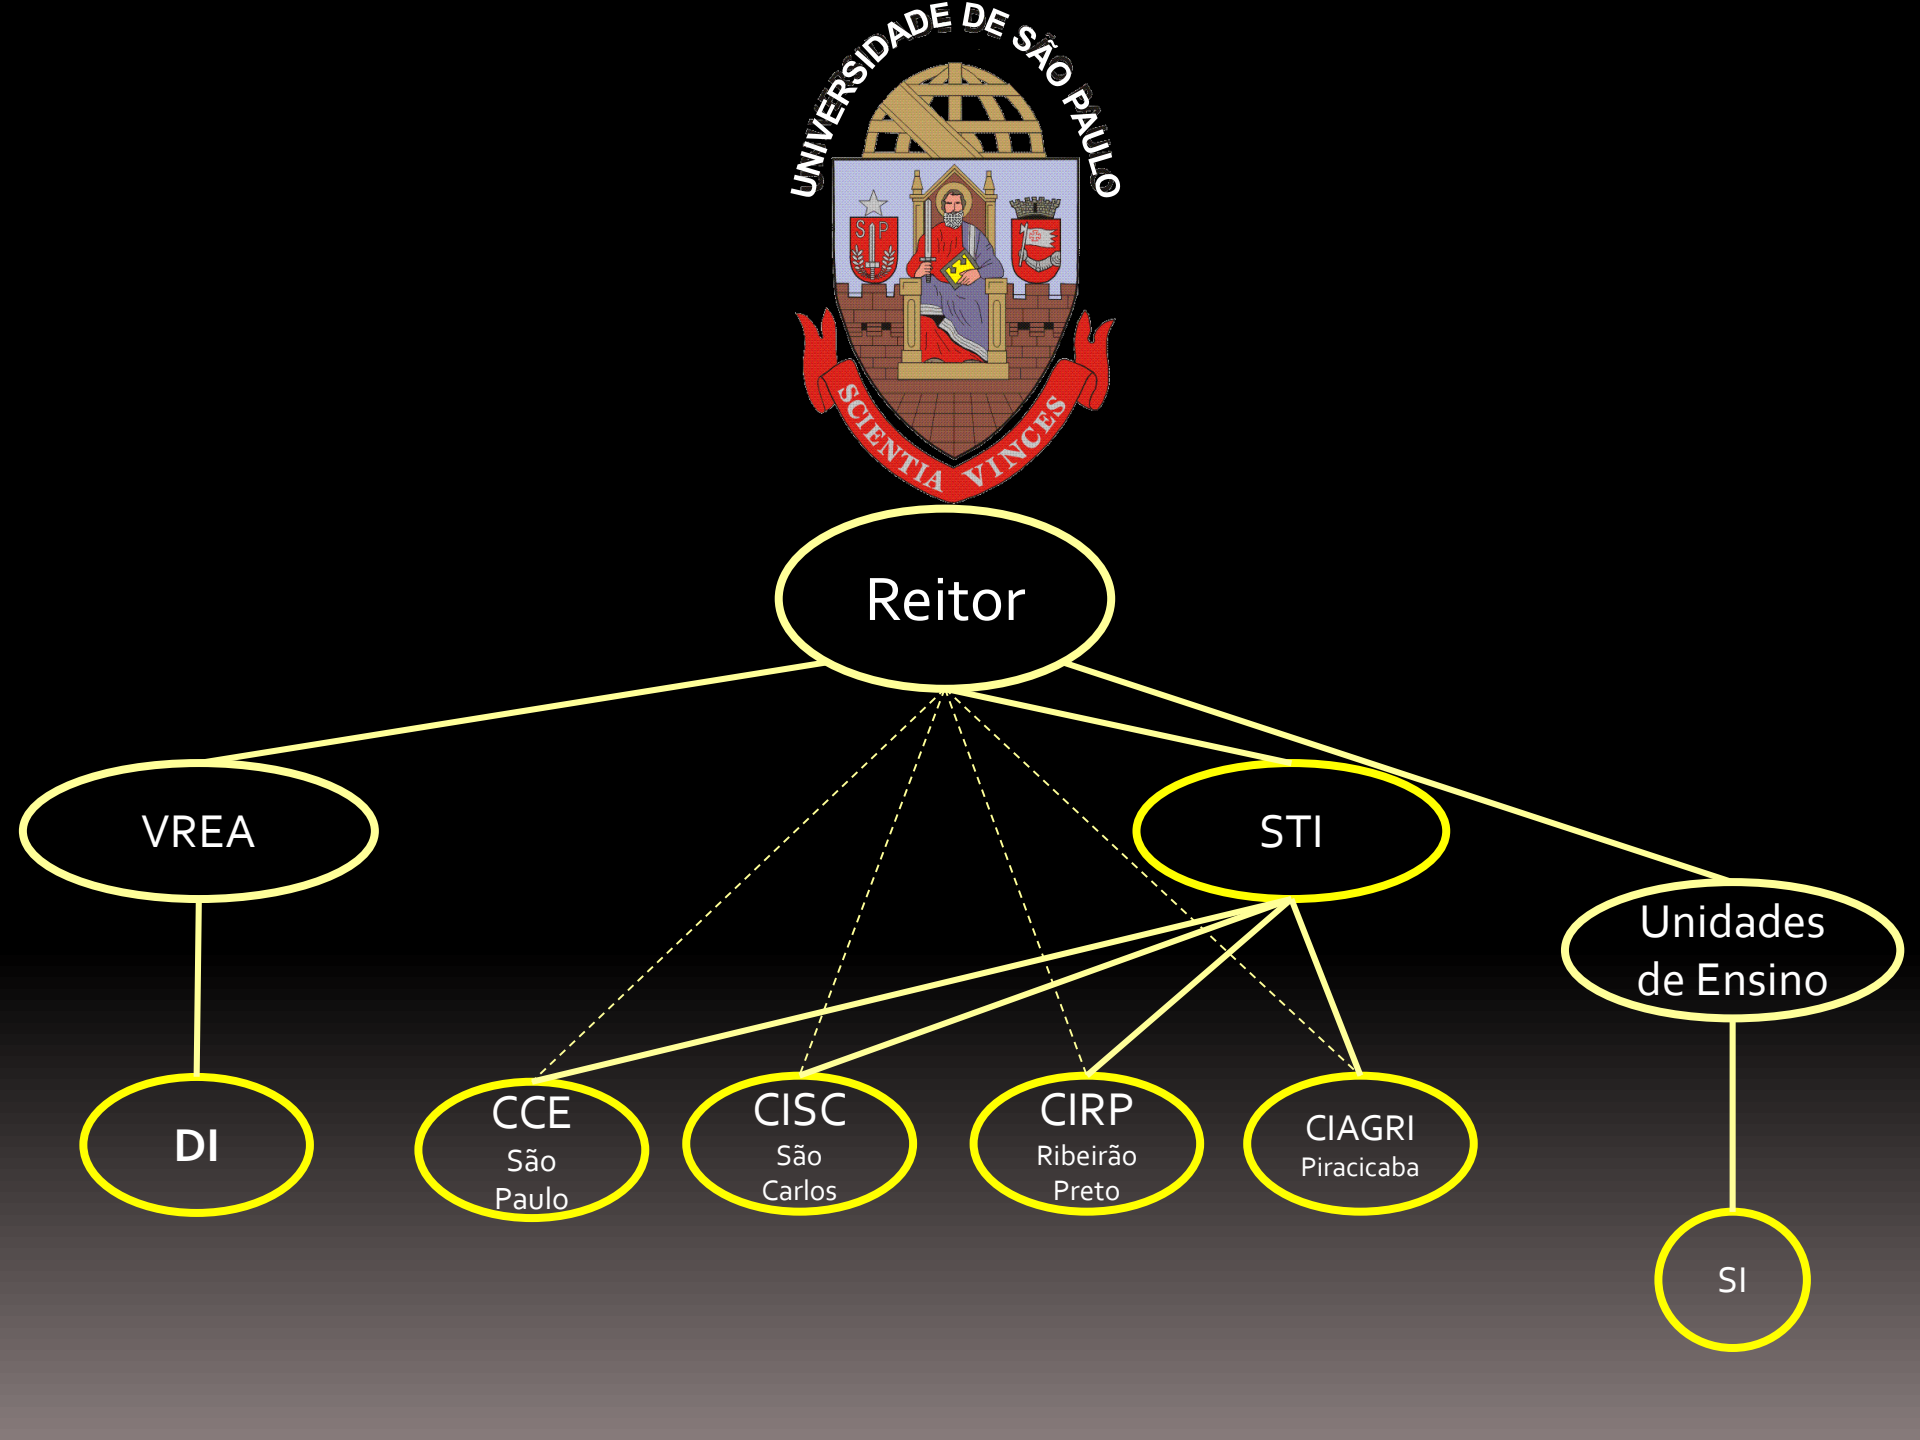 UNIVERSIDADE DE SÃO PAULO
S P
SCIENTIA VINCES
Reitor
VREA
STI
Unidades
de Ensino
DI
CCE
São
Paulo
CISC
São
Carlos
CIRP
Ribeirão
Preto
CIAGRI
Piracicaba
SI